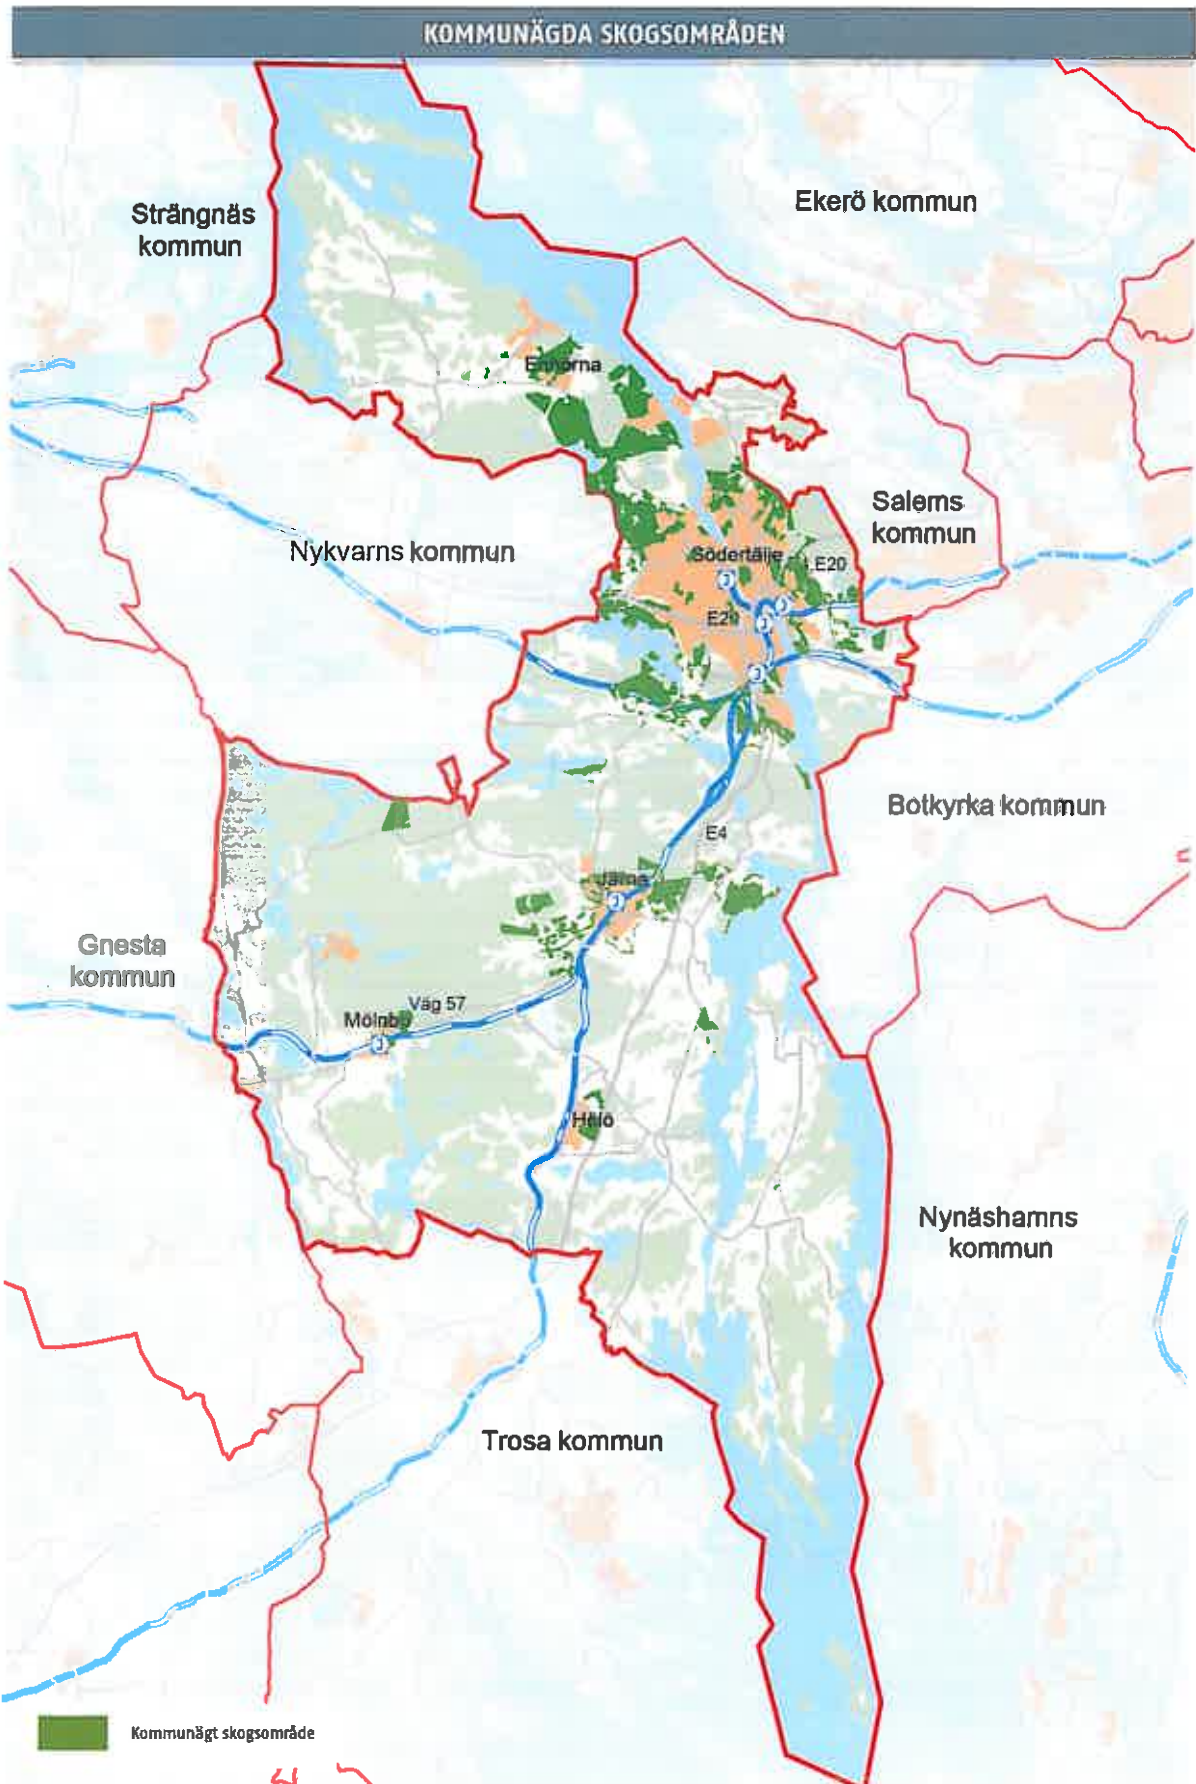 KOMMUNÄGDA SKOGSOMRÅDEN
Ekerö kommun
Strängnäs
kommun
Enhörna
Salems
kommun
Nykvarns kommun
Södertälje
E20
E20
Botkyrka kommun
E4
Järna
Gnesta
kommun
Väg 57
Mölnbo
Hölö
Nynäshamns
kommun
Trosa kommun
Kommunägt skogsområde